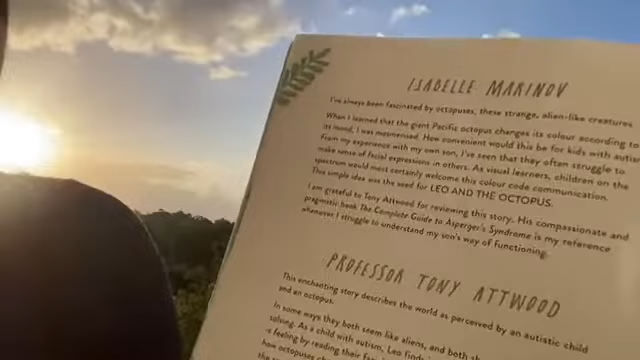 ISABELLE MARINOV
I've always been fascinated by octopuses, these strange, alien-like creatures
When I learned that the giant Pacific octopus changes its colour according to
its mood, I was mesmerised. How convenient would this be for kids with autism
From my experience with my own son, I've seen that they often struggle to
make sense of facial expressions in others. As visual learners, children on the
spectrum would most certainly welcome this colour code communication.
This simple idea was the seed for LEO AND THE OCTOPUS.
I am grateful to Tony Attwood for reviewing this story. His compassionate and
pragmatic book The Complete Guide to Asperger's Syndrome is my reference
whenever I struggle to understand my son's way of functioning.
PROFESSOR TONY ATTWOOD
This enchanting story describes the world as perceived by an autistic child
and an octopus.
In some ways they both seem like aliens, and both
solving. As a child with autism, Leo finds
is feeling by reading their
how octopuses
the